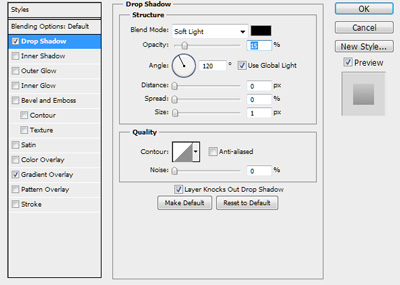 Styles
Blending Options: Default
Drop Shadow
Inner Shadow
Outer Glow
Inner Glow
Bevel and Emboss
Contour
Texture
Satin
Color Overlay
Gradient Overlay
Pattern Overlay
Stroke
Drop Shadow
Structure
Blend Mode: Soft Light
Opacity: 15 %
Angle: 120 ° Use Global Light
Distance: 0 px
Spread: 0 %
Size: 1 px
Quality
Contour: Anti-aliased
Noise: 0 %
Layer Knocks Out Drop Shadow
Make Default Reset to Default
OK
Cancel
New Style...
Preview